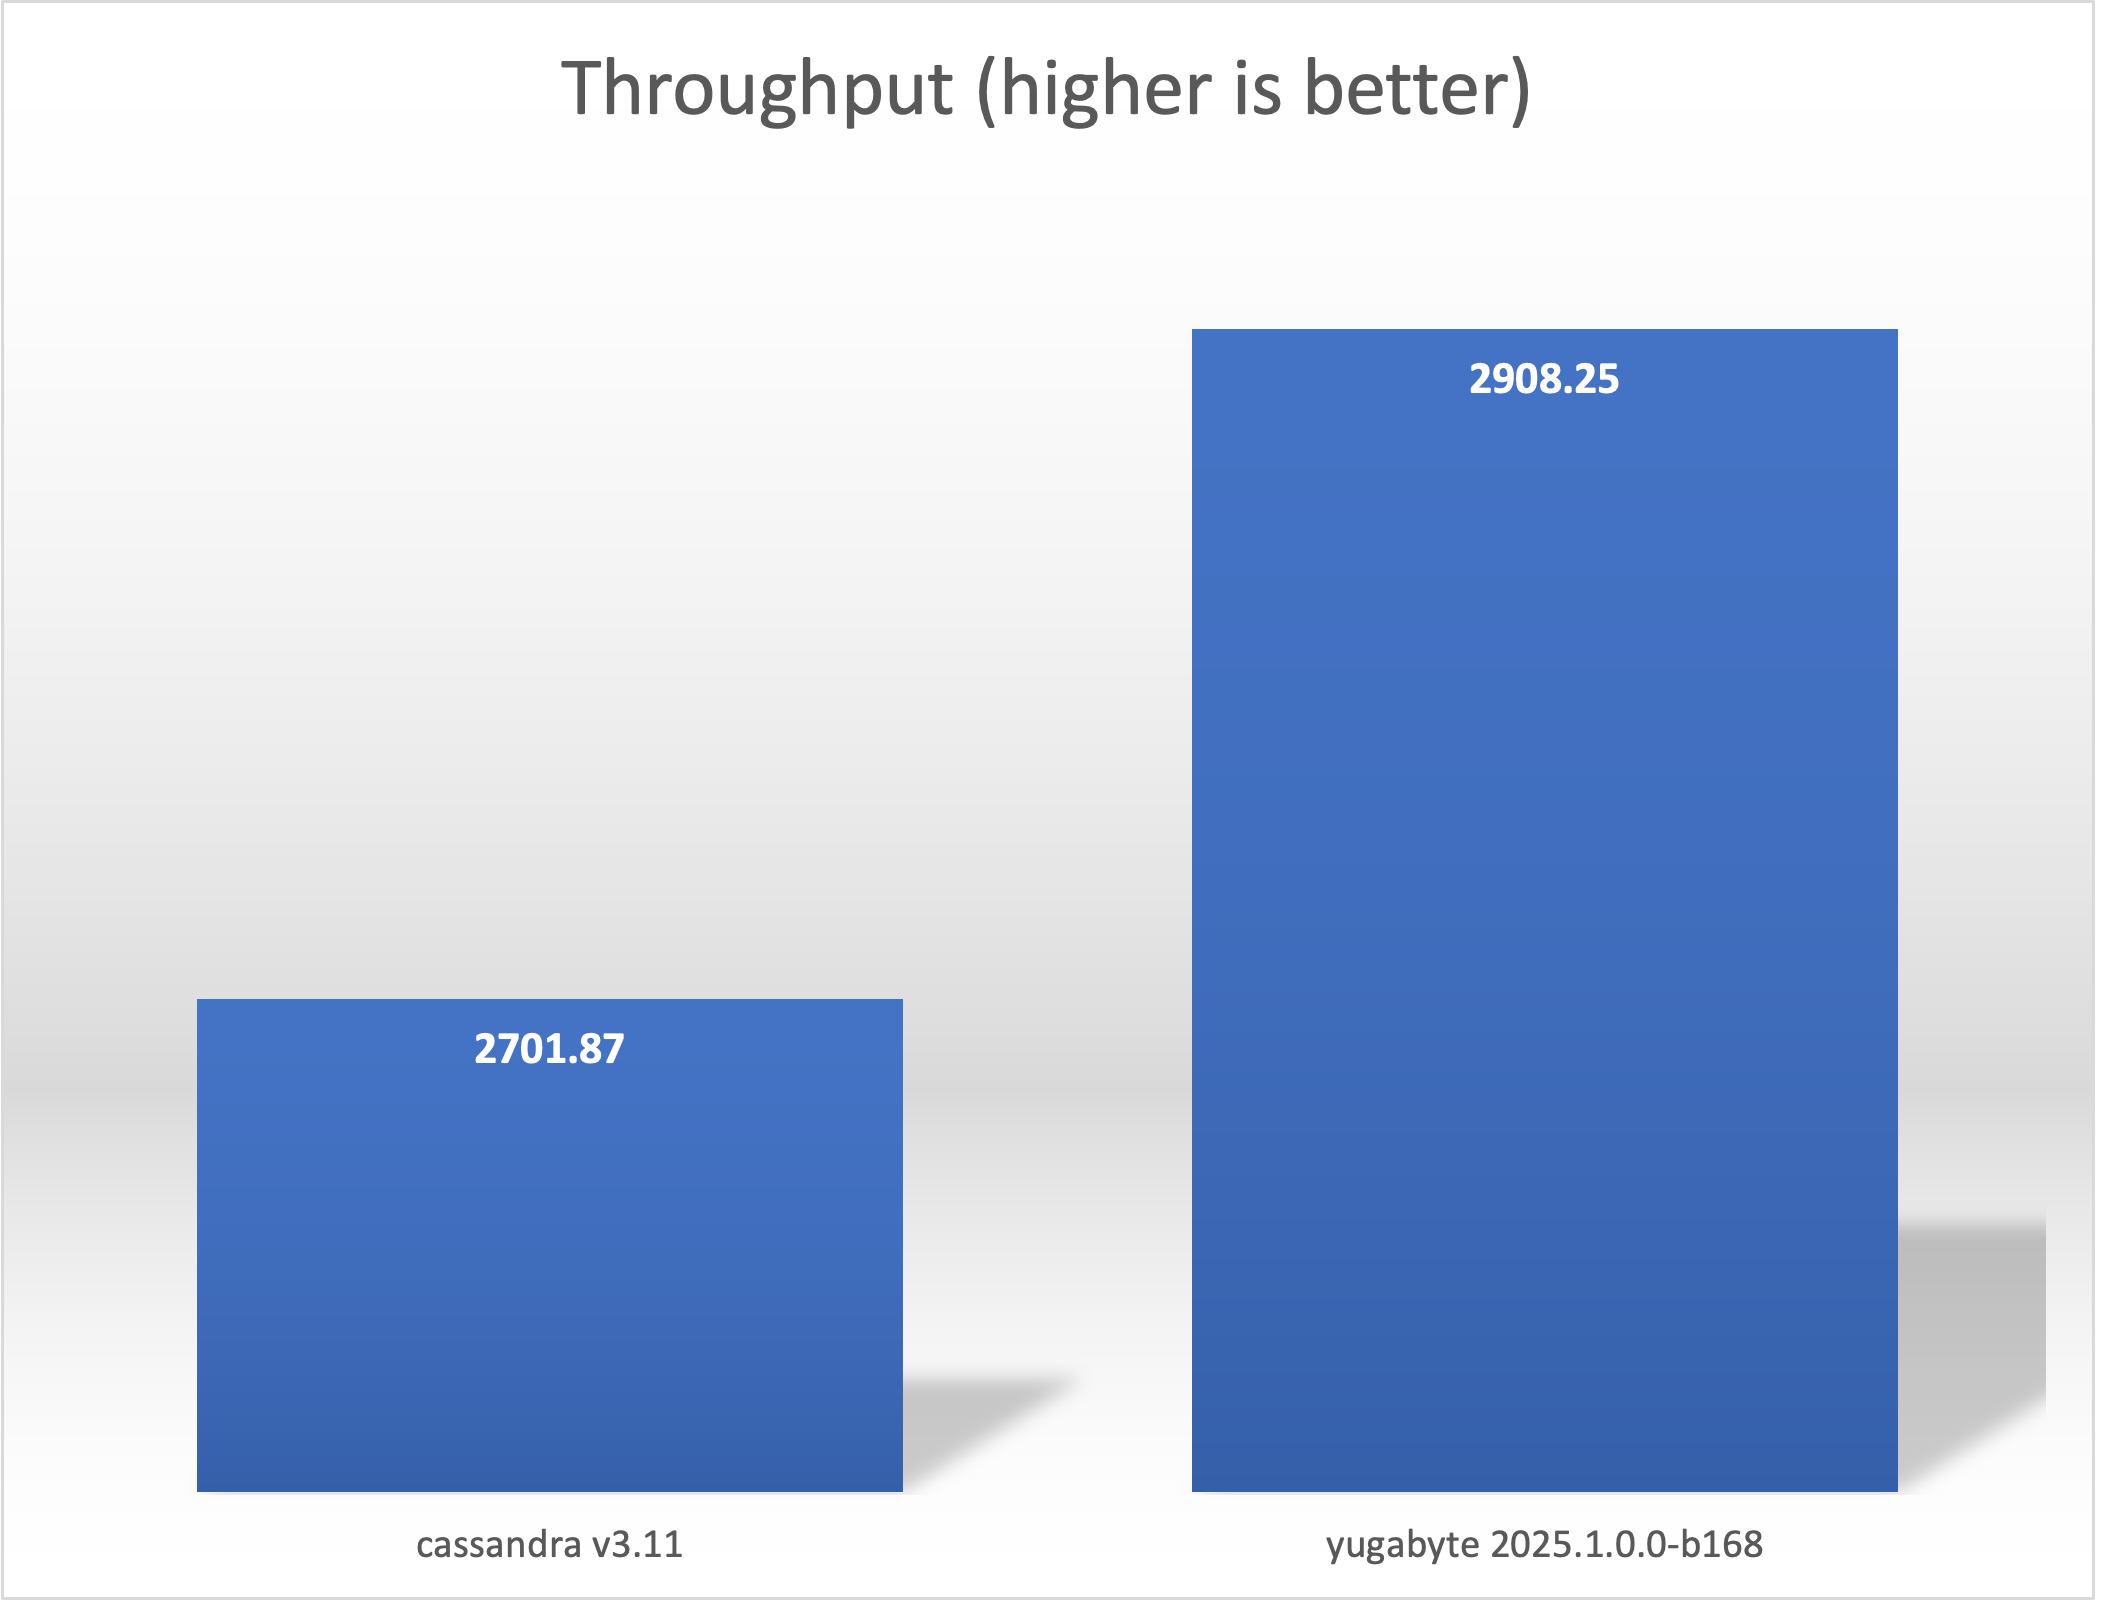 Throughput (higher is better)
2908.25
2701.87
cassandra v3.11
yugabyte 2025.1.0.0-b168